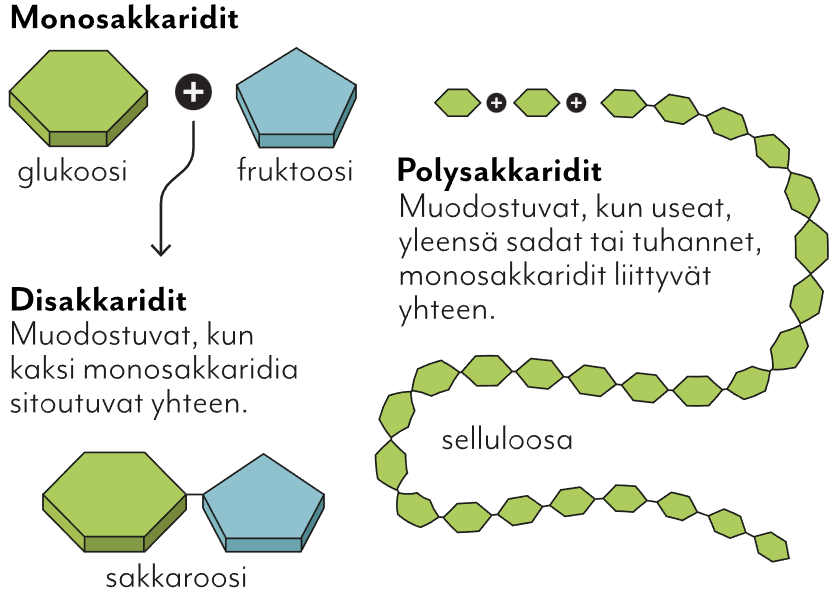 Monosakkaridit
glukoosi
fruktoosi
Disakkaridit
Muodostuvat, kun
kaksi monosakkaridia
sitoutuvat yhteen.
sakkaroosi
Polysakkaridit
Muodostuvat, kun useat,
yleensä sadat tai tuhannet,
monosakkaridit liittyvät
yhteen.
selluloosa